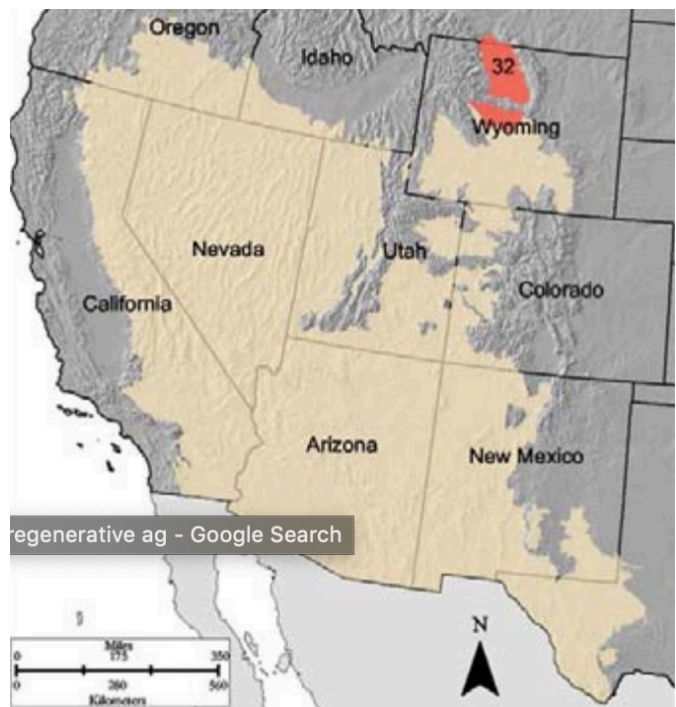 Oregon
Idaho
32
Wyoming
Nevada
Utah
Colorado
California
Arizona
New Mexico
regenerative ag - Google Search
N
Miles
0 175 350
0 280 560
Kilometers